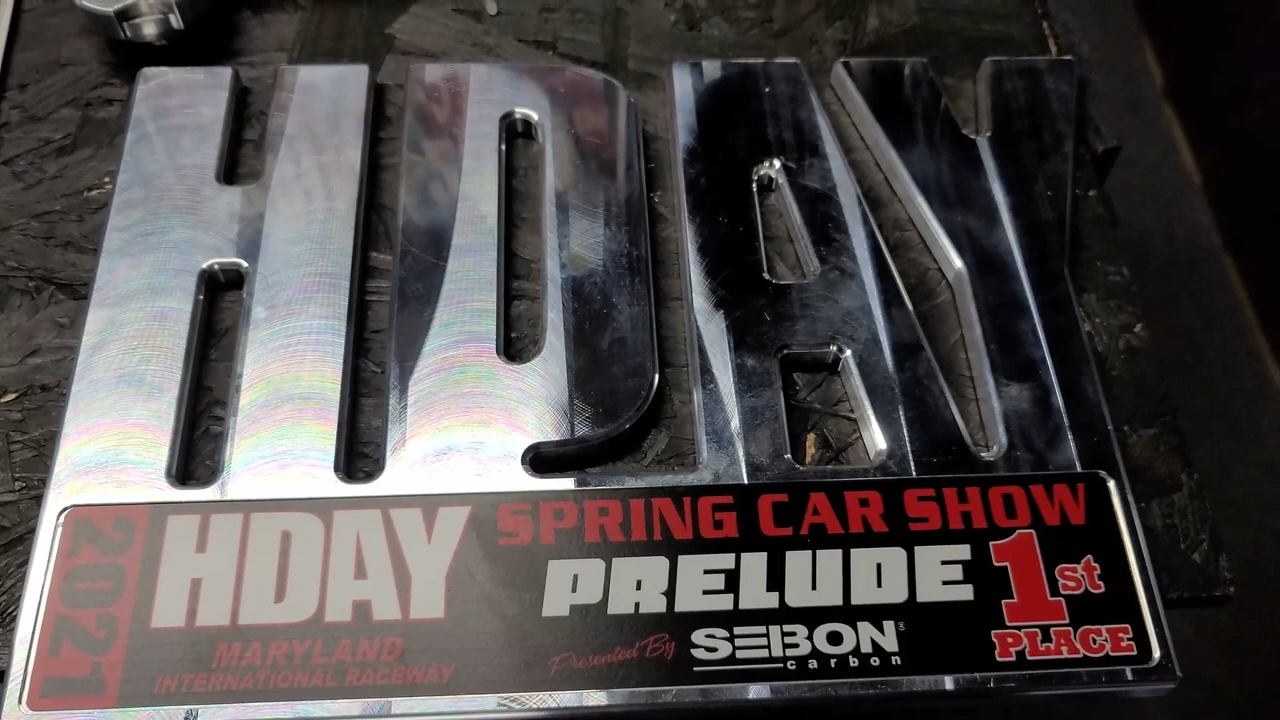 HDAY
2021
HDAY
MARYLAND
INTERNATIONAL RACEWAY
SPRING CAR SHOW
PRELUDE
Presented By
SEIBON®
carbon
1st
PLACE